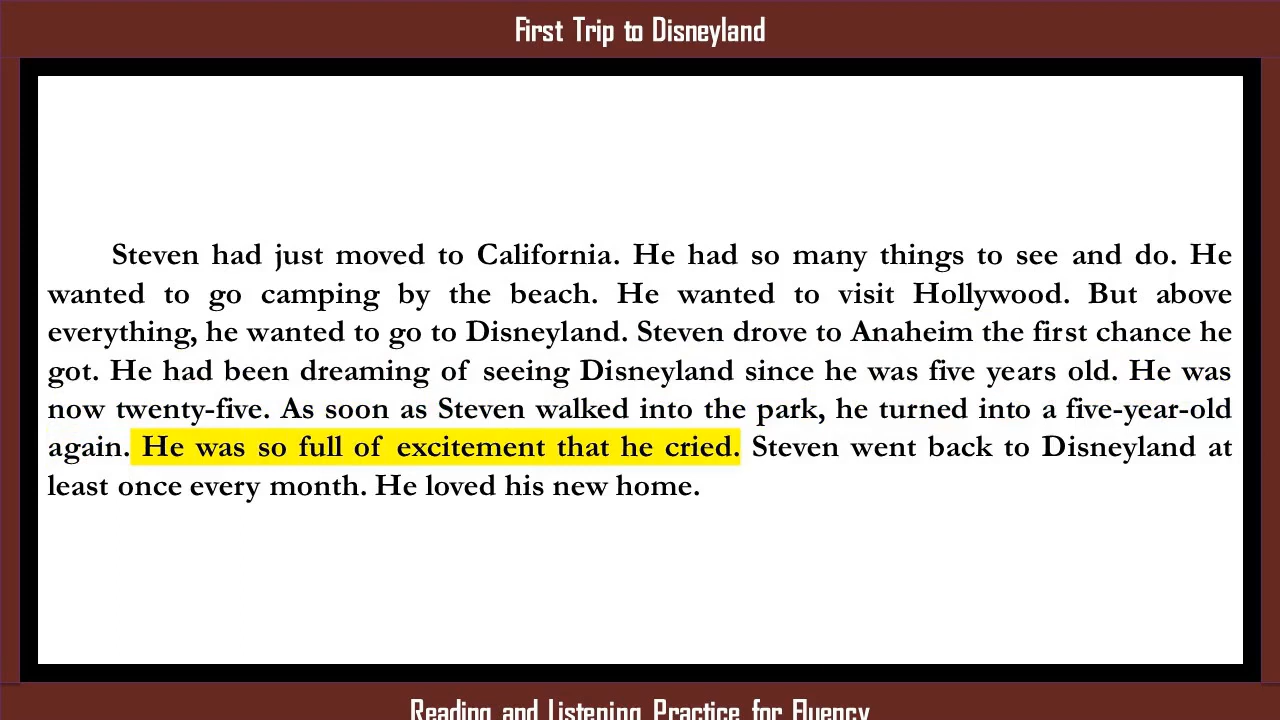 First Trip to Disneyland
Steven had just moved to California. He had so many things to see and do. He
wanted to go camping by the beach. He wanted to visit Hollywood. But above
everything, he wanted to go to Disneyland. Steven drove to Anaheim the first chance he
got. He had been dreaming of seeing Disneyland since he was five years old. He was
now twenty-five. As soon as Steven walked into the park, he turned into a five-year-old
again. He was so full of excitement that he cried. Steven went back to Disneyland at
least once every month. He loved his new home.
Reading and Listening Practice for Fluency